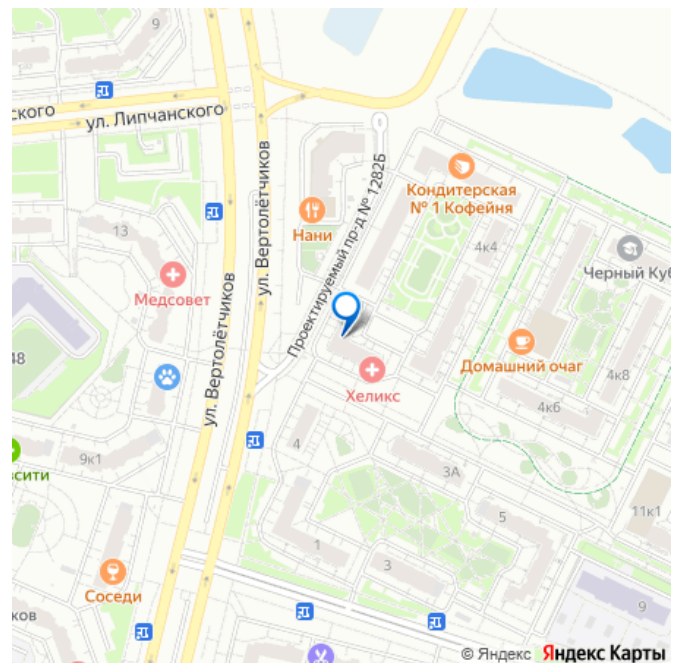 9
ского
ул. Липчанского
Проектируемый пр-д № 1282Б
Кондитерская
№ 1 Кофейня
ул. Вертолётчиков
ул. Вертолётчиков
13
Нани
4к4
Черный Куб
Медсовет
48
Домашний очаг
4к8
Хеликс
4к6
4
9к1
3А
сити
5
11к1
1
3
Соседи
9
ков
© Яндекс Яндекс Карты